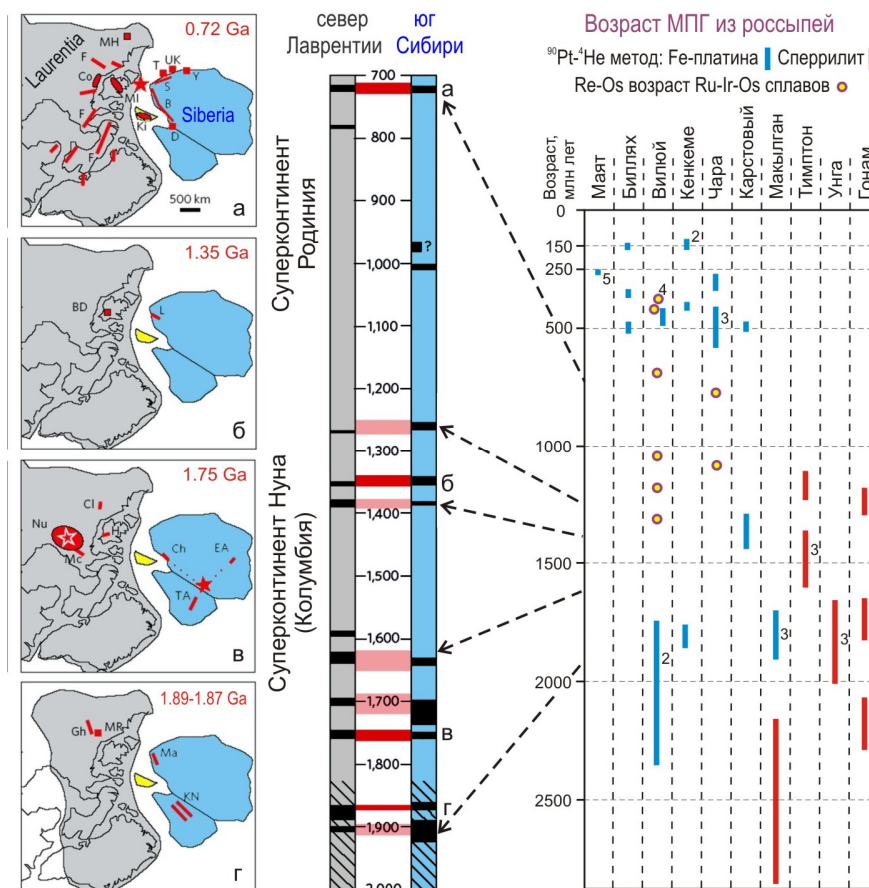 север
Лаврентии
юг
Сибири
Возраст МПГ из россыпей
⁹⁰Pt-⁴He метод: Fe-платина
Сперрилит
Re-Os возраст Ru-Ir-Os сплавов
0.72 Ga
Laurentia
MH
F
T
UK
Y
Co
MI
S
B
Siberia
Ki
F
D
F
500 km
а
1.35 Ga
BD
L
б
1.75 Ga
Cl
Nu
H
Mc
Ch
EA
TA
в
1.89-1.87 Ga
Gh
MR
Ma
KN
г
Суперконтинент
Родиния
Суперконтинент Нуна
(Колумбия)
700
800
900
1,000
1,100
1,200
1,300
1,400
1,500
1,600
1,700
1,800
1,900
?
а
б
в
г
Возраст,
млн лет
Маят
Биллях
Вилюй
Кенкеме
Чара
Карстовый
Макылган
Тимптон
Унга
Гонам
0
150
250
500
1000
1500
2000
2500
5
4
2
3
3
2
3
3